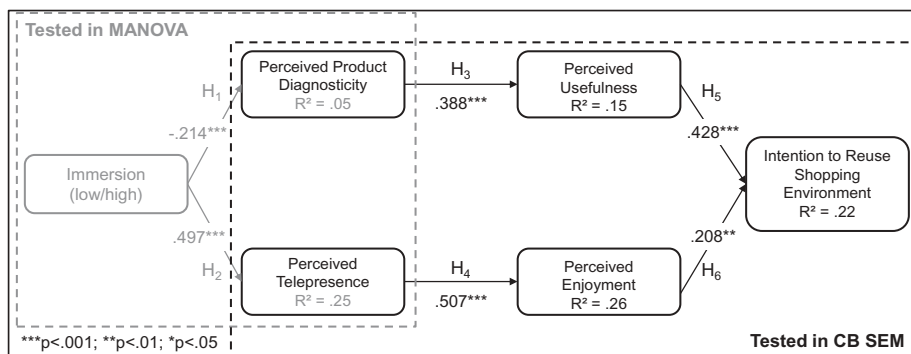 Tested in MANOVA
Perceived Product
Diagnosticity
R² = .05
H₃
.388***
Perceived
Usefulness
R² = .15
H₁
-.214***
H₅
.428***
Immersion
(low/high)
Intention to Reuse
Shopping
Environment
R² = .22
.497***
H₂
.208**
H₆
Perceived
Telepresence
R² = .25
H₄
.507***
Perceived
Enjoyment
R² = .26
***p<.001; **p<.01; *p<.05
Tested in CB SEM